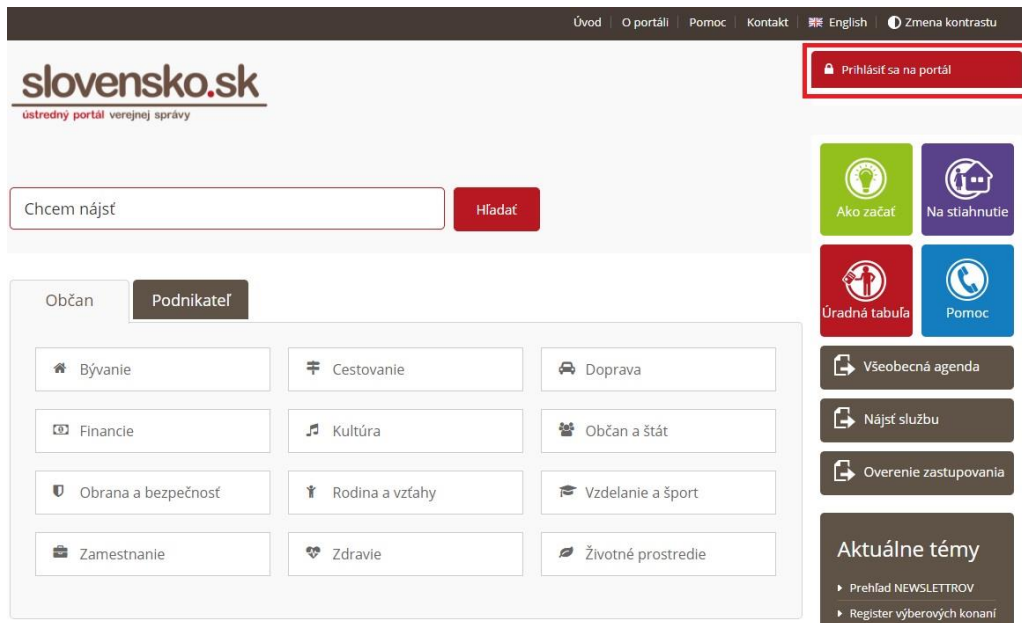 Úvod O portáli Pomoc Kontakt English Zmena kontrastu
Prihlásiť sa na portál
slovensko.sk
ústredný portál verejnej správy
Chcem nájsť Hľadať
Ako začať Na stiahnutie
Úradná tabuľa Pomoc
Občan Podnikateľ
Bývanie Cestovanie Doprava
Financie Kultúra Občan a štát
Obrana a bezpečnosť Rodina a vzťahy Vzdelanie a šport
Zamestnanie Zdravie Životné prostredie
Všeobecná agenda
Nájsť službu
Overenie zastupovania
Aktuálne témy
Prehľad NEWSLETTROV
Register výberových konaní